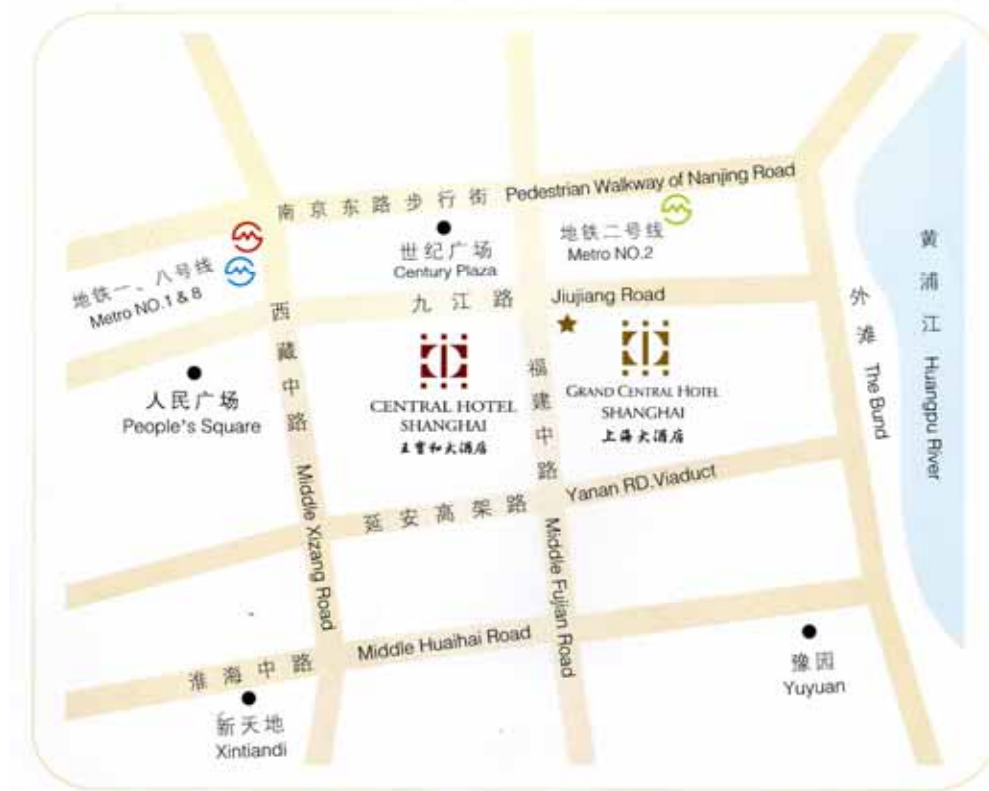 南京东路步行街 Pedestrian Walkway of Nanjing Road
世纪广场
Century Plaza
地铁二号线
Metro NO.2
地铁一、八号线
Metro NO.1 & 8
九江路 Jiujiang Road
人民广场
People's Square
西藏中路 Middle Xizang Road
CENTRAL HOTEL
SHANGHAI
王宝和大酒店
福建中路 Middle Fujian Road
GRAND CENTRAL HOTEL
SHANGHAI
上海大酒店
外滩 The Bund
黄浦江 Huangpu River
延安高架路 Yanan RD.Viaduct
淮海中路 Middle Huaihai Road
新天地
Xintiandi
豫园
Yuyuan